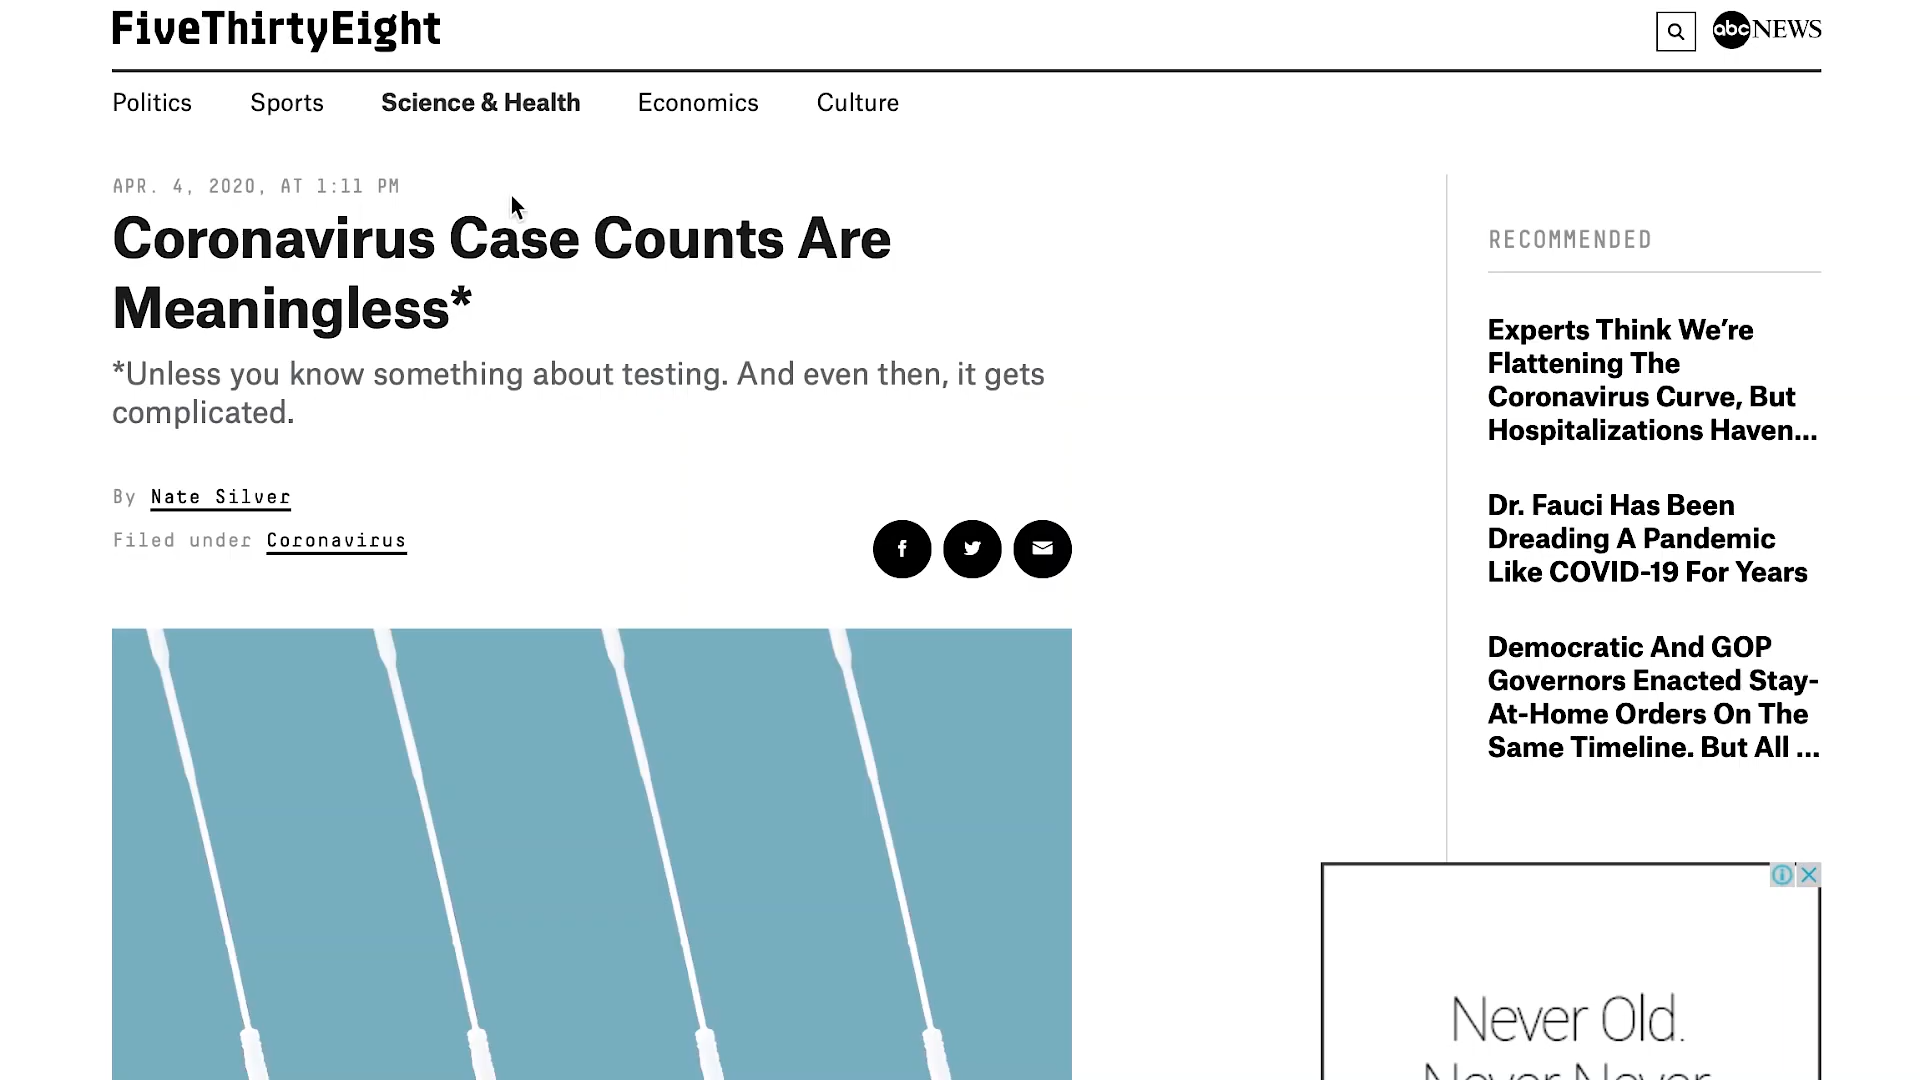 FiveThirtyEight
abc NEWS
Politics Sports Science & Health Economics Culture
APR. 4, 2020, AT 1:11 PM
Coronavirus Case Counts Are
Meaningless*
*Unless you know something about testing. And even then, it gets
complicated.
By Nate Silver
Filed under Coronavirus
RECOMMENDED
Experts Think We’re
Flattening The
Coronavirus Curve, But
Hospitalizations Haven...
Dr. Fauci Has Been
Dreading A Pandemic
Like COVID-19 For Years
Democratic And GOP
Governors Enacted Stay-
At-Home Orders On The
Same Timeline. But All ...
Never Old.
Never Never